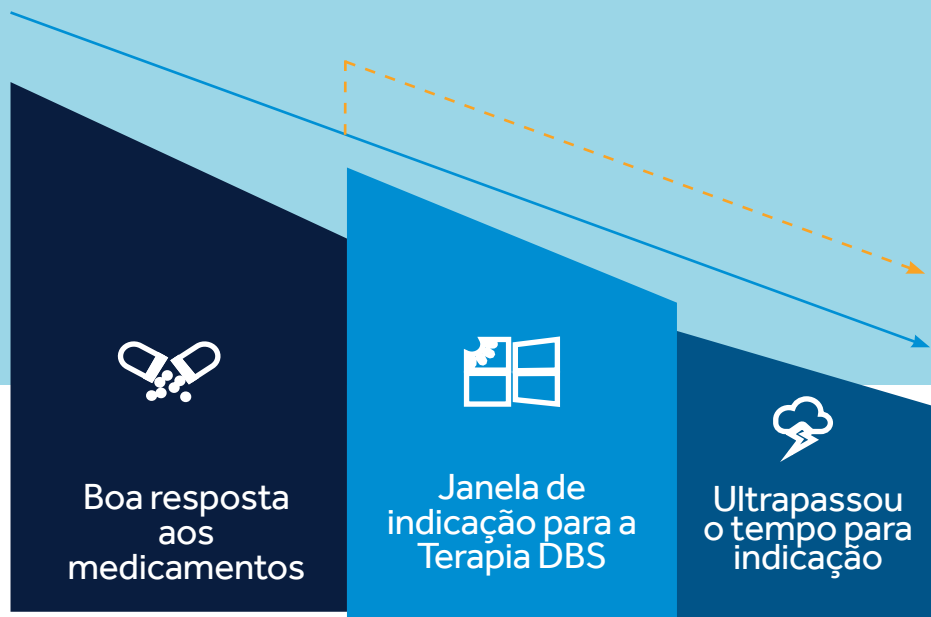 Boa resposta
aos
medicamentos
Janela de
indicação para a
Terapia DBS
Ultrapassou
o tempo para
indicação